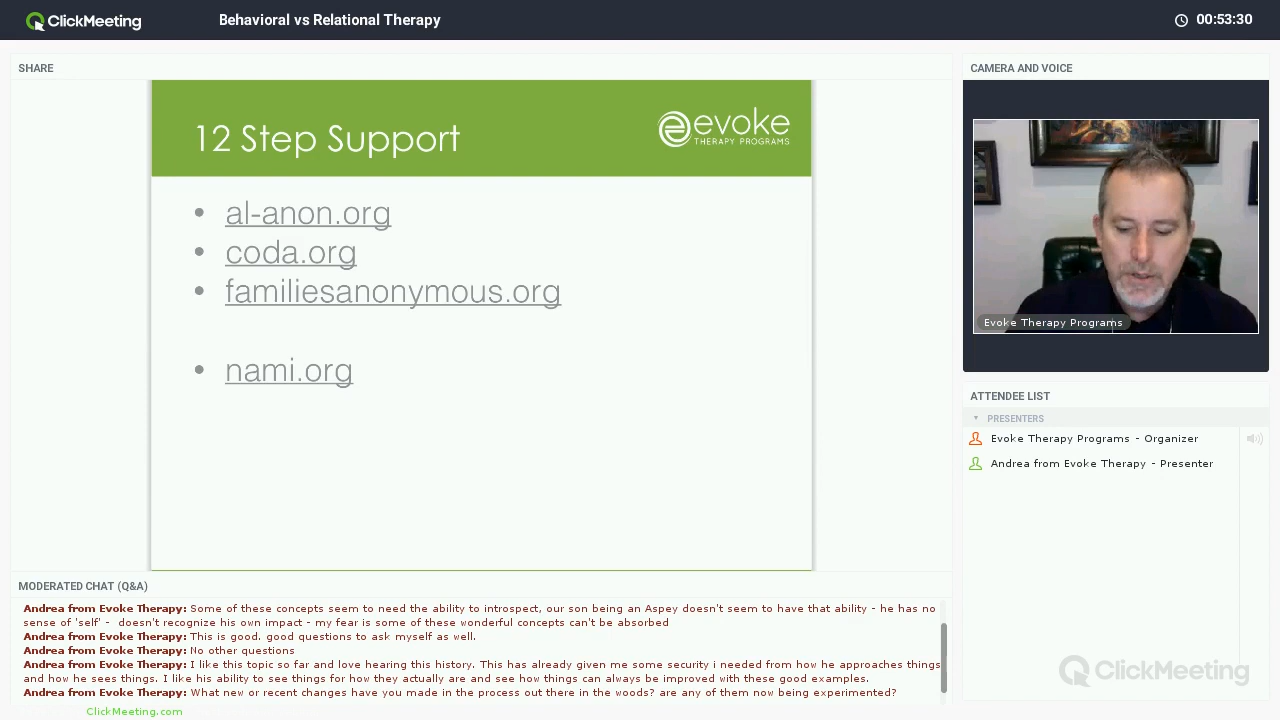 ClickMeeting
Behavioral vs Relational Therapy
00:53:30
SHARE
12 Step Support
evoke
THERAPY PROGRAMS
• al-anon.org
• coda.org
• familiesanonymous.org
• nami.org
CAMERA AND VOICE
Evoke Therapy Programs
ATTENDEE LIST
PRESENTERS
Evoke Therapy Programs - Organizer
Andrea from Evoke Therapy - Presenter
MODERATED CHAT (Q&A)
Andrea from Evoke Therapy: Some of these concepts seem to need the ability to introspect, our son being an Aspey doesn't seem to have that ability - he has no
sense of 'self' - doesn't recognize his own impact - my fear is some of these wonderful concepts can't be absorbed
Andrea from Evoke Therapy: This is good. good questions to ask myself as well.
Andrea from Evoke Therapy: No other questions
Andrea from Evoke Therapy: I like this topic so far and love hearing this history. This has already given me some security i needed from how he approaches things
and how he sees things. I like his ability to see things for how they actually are and see how things can always be improved with these good examples.
Andrea from Evoke Therapy: What new or recent changes have you made in the process out there in the woods? are any of them now being experimented?
ClickMeeting
ClickMeeting.com